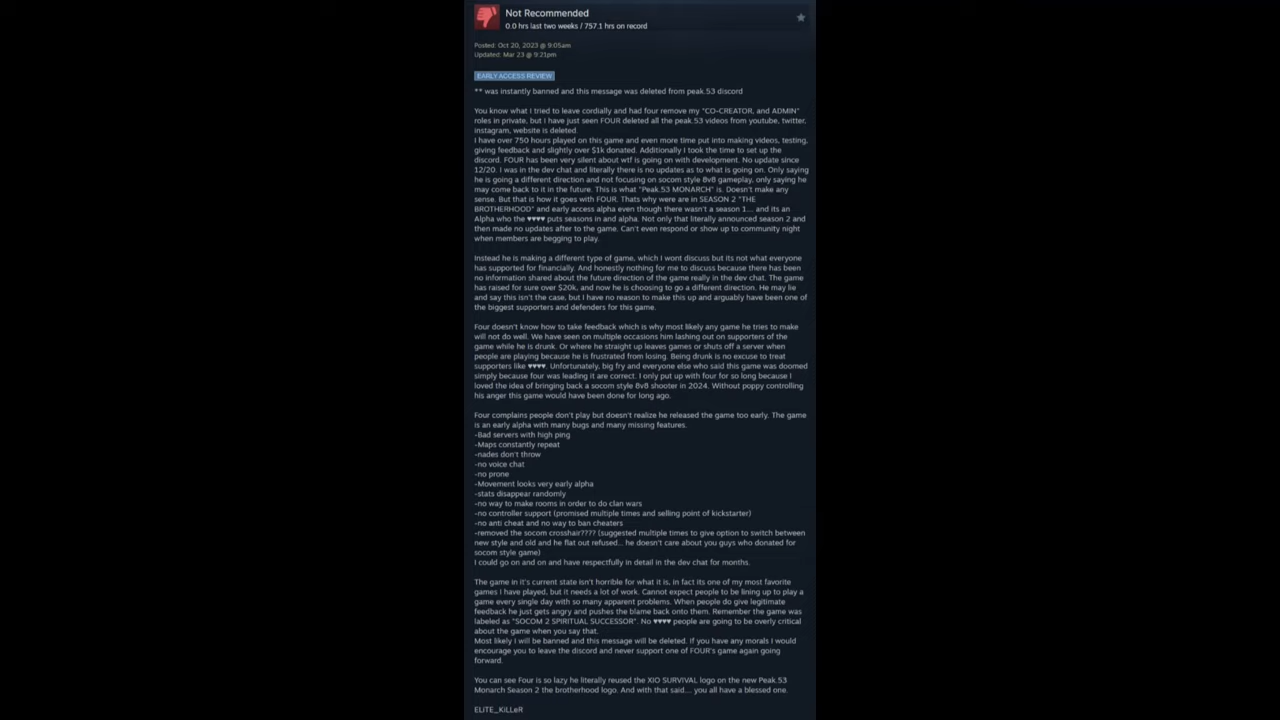 Not Recommended
0.0 hrs last two weeks / 757.1 hrs on record
Posted: Oct 20, 2023 @ 9:05am
Updated: Mar 23 @ 9:21pm
EARLY ACCESS REVIEW
** was instantly banned and this message was deleted from peak.53 discord
You know what I tried to leave cordially and had four remove my "CO-CREATOR, and ADMIN"
roles in private, but I have just seen FOUR deleted all the peak.53 videos from youtube, twitter,
instagram, website is deleted.
I have over 750 hours played on this game and even more time put into making videos, testing,
giving feedback and slightly over $1k donated. Additionally I took the time to set up the
discord. FOUR has been very silent about wtf is going on with development. No update since
12/20. I was in the dev chat and literally there is no updates as to what is going on. Only saying
he is going a different direction and not focusing on socom style 8v8 gameplay, only saying he
may come back to it in the future. This is what "Peak.53 MONARCH" is. Doesn't make any
sense. But that is how it goes with FOUR. Thats why were are in SEASON 2 "THE
BROTHERHOOD" and early access alpha even though there wasn't a season 1... and its an
Alpha who the ♥♥♥♥ puts seasons in and alpha. Not only that literally announced season 2 and
then made no updates after to the game. Can't even respond or show up to community night
when members are begging to play.
Instead he is making a different type of game, which I wont discuss but its not what everyone
has supported for financially. And honestly nothing for me to discuss because there has been
no information shared about the future direction of the game really in the dev chat. The game
has raised for sure over $20k, and now he is choosing to go a different direction. He may lie
and say this isn't the case, but I have no reason to make this up and arguably have been one of
the biggest supporters and defenders for this game.
Four doesn't know how to take feedback which is why most likely any game he tries to make
will not do well. We have seen on multiple occasions him lashing out on supporters of the
game while he is drunk. Or where he straight up leaves games or shuts off a server when
people are playing because he is frustrated from losing. Being drunk is no excuse to treat
supporters like ♥♥♥♥. Unfortunately, big fry and everyone else who said this game was doomed
simply because four was leading it are correct. I only put up with four for so long because I
loved the idea of bringing back a socom style 8v8 shooter in 2024. Without poppy controlling
his anger this game would have been done for long ago.
Four complains people don't play but doesn't realize he released the game too early. The game
is an early alpha with many bugs and many missing features.
-Bad servers with high ping
-Maps constantly repeat
-nades don't throw
-no voice chat
-no prone
-Movement looks very early alpha
-stats disappear randomly
-no way to make rooms in order to do clan wars
-no controller support (promised multiple times and selling point of kickstarter)
-no anti cheat and no way to ban cheaters
-removed the socom crosshair???? (suggested multiple times to give option to switch between
new style and old and he flat out refused... he doesn't care about you guys who donated for
socom style game)
I could go on and on and have respectfully in detail in the dev chat for months.
The game in it's current state isn't horrible for what it is, in fact its one of my most favorite
games I have played, but it needs a lot of work. Cannot expect people to be lining up to play a
game every single day with so many apparent problems. When people do give legitimate
feedback he just gets angry and pushes the blame back onto them. Remember the game was
labeled as "SOCOM 2 SPIRITUAL SUCCESSOR". No ♥♥♥♥ people are going to be overly critical
about the game when you say that.
Most likely I will be banned and this message will be deleted. If you have any morals I would
encourage you to leave the discord and never support one of FOUR's game again going
forward.
You can see Four is so lazy he literally reused the XIO SURVIVAL logo on the new Peak.53
Monarch Season 2 the brotherhood logo. And with that said... you all have a blessed one.
ELITE_KiLLeR